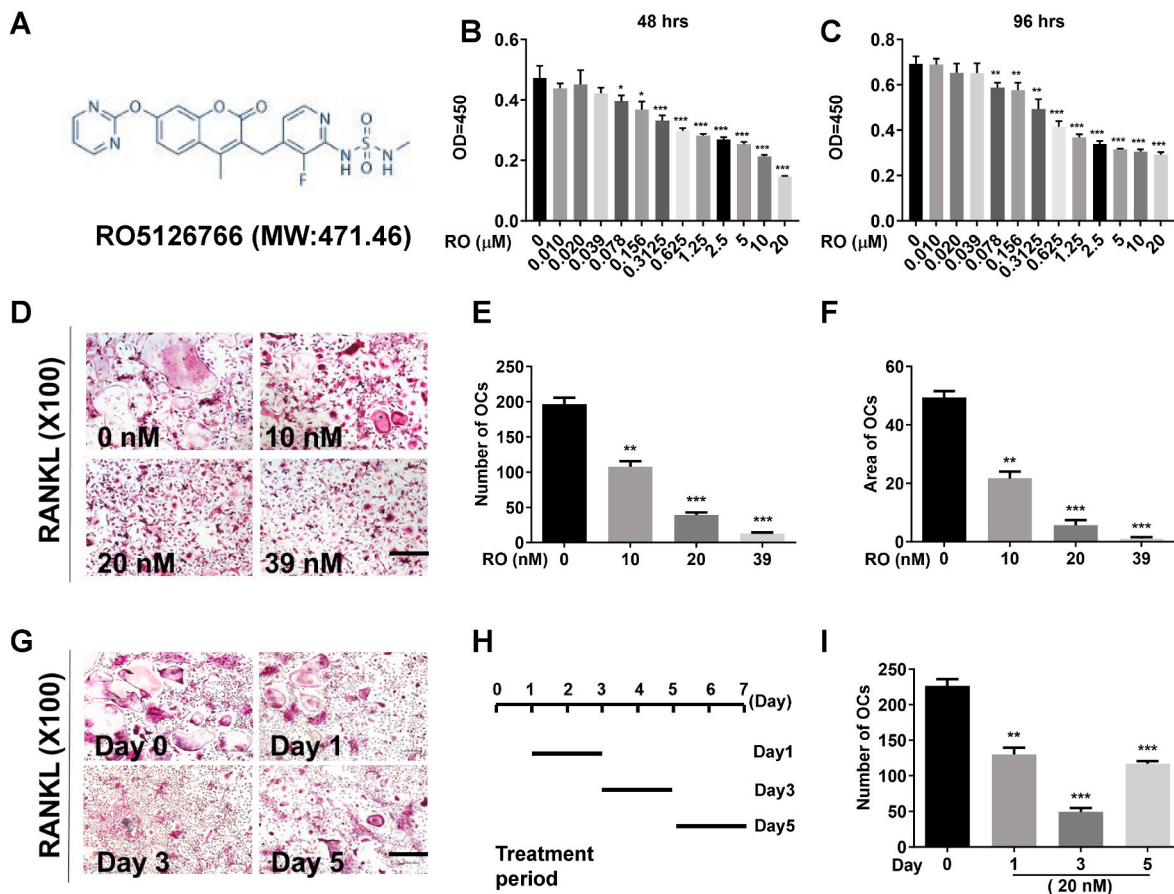 A
N
N
O
O
O
N
F
NH
O
S
O
NH
RO5126766 (MW:471.46)
B
48 hrs
OD=450
0.6
0.4
0.2
0.0
* * *** *** *** *** *** *** ***
RO (μM)
0 0.010 0.020 0.039 0.078 0.156 0.3125 0.625 1.25 2.5 5 10 20
C
96 hrs
OD=450
0.8
0.6
0.4
0.2
0.0
** ** ** *** *** *** *** *** ***
RO (μM)
0 0.010 0.020 0.039 0.078 0.156 0.3125 0.625 1.25 2.5 5 10 20
D
RANKL (X100)
0 nM
10 nM
20 nM
39 nM
E
Number of OCs
200
150
100
50
0
** *** ***
RO (nM) 0 10 20 39
F
Area of OCs
60
40
20
0
** *** ***
RO (nM) 0 10 20 39
G
RANKL (X100)
Day 0
Day 1
Day 3
Day 5
H
0 1 2 3 4 5 6 7
(Day)
Day1
Day3
Day5
Treatment
period
I
Number of OCs
250
200
150
100
50
0
** *** ***
Day 0 1 3 5
( 20 nM)